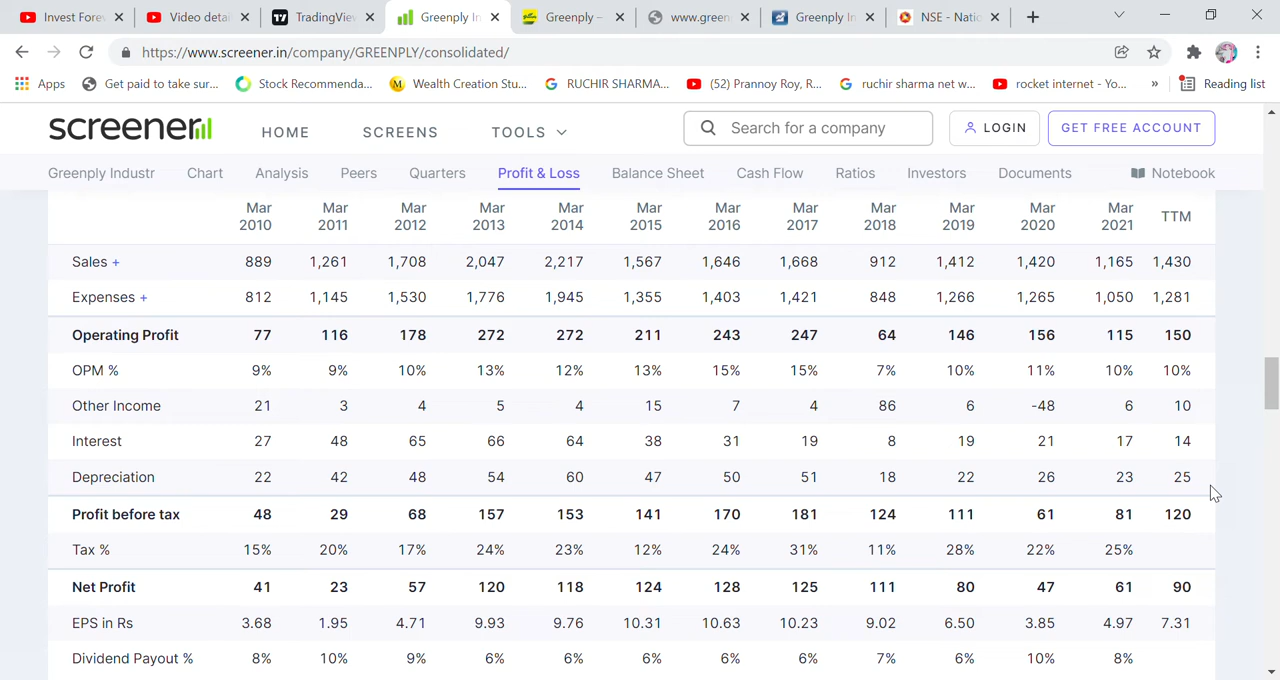 Invest Fore
Video detai
TradingView
Greenply In
Greenply –
www.green
Greenply In
NSE - Natio
https://www.screener.in/company/GREENPLY/consolidated/
Apps Get paid to take sur... Stock Recommenda... M Wealth Creation Stu... RUCHIR SHARMA... (52) Prannoy Roy, R... ruchir sharma net w... rocket internet - Yo... » Reading list
screener HOME SCREENS TOOLS Search for a company LOGIN GET FREE ACCOUNT
Greenply Industr Chart Analysis Peers Quarters Profit & Loss Balance Sheet Cash Flow Ratios Investors Documents Notebook
Mar 2010 Mar 2011 Mar 2012 Mar 2013 Mar 2014 Mar 2015 Mar 2016 Mar 2017 Mar 2018 Mar 2019 Mar 2020 Mar 2021 TTM
Sales + 889 1,261 1,708 2,047 2,217 1,567 1,646 1,668 912 1,412 1,420 1,165 1,430
Expenses + 812 1,145 1,530 1,776 1,945 1,355 1,403 1,421 848 1,266 1,265 1,050 1,281
Operating Profit 77 116 178 272 272 211 243 247 64 146 156 115 150
OPM % 9% 9% 10% 13% 12% 13% 15% 15% 7% 10% 11% 10% 10%
Other Income 21 3 4 5 4 15 7 4 86 6 -48 6 10
Interest 27 48 65 66 64 38 31 19 8 19 21 17 14
Depreciation 22 42 48 54 60 47 50 51 18 22 26 23 25
Profit before tax 48 29 68 157 153 141 170 181 124 111 61 81 120
Tax % 15% 20% 17% 24% 23% 12% 24% 31% 11% 28% 22% 25%
Net Profit 41 23 57 120 118 124 128 125 111 80 47 61 90
EPS in Rs 3.68 1.95 4.71 9.93 9.76 10.31 10.63 10.23 9.02 6.50 3.85 4.97 7.31
Dividend Payout % 8% 10% 9% 6% 6% 6% 6% 6% 7% 6% 10% 8%